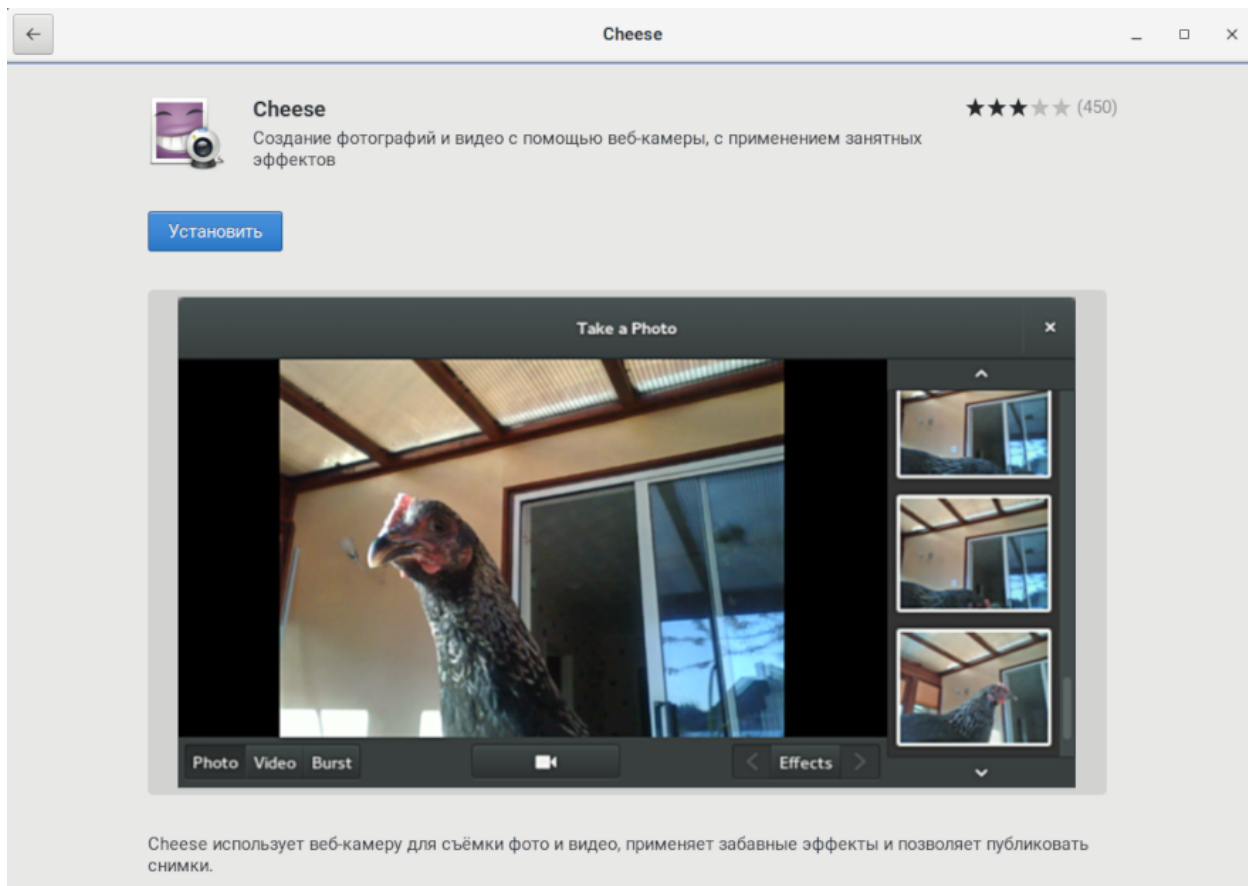 Cheese
Cheese
(450)
Создание фотографий и видео с помощью веб-камеры, с применением занятных
эффектов
Установить
Take a Photo
Photo Video Burst Effects
Cheese использует веб-камеру для съёмки фото и видео, применяет забавные эффекты и позволяет публиковать
снимки.